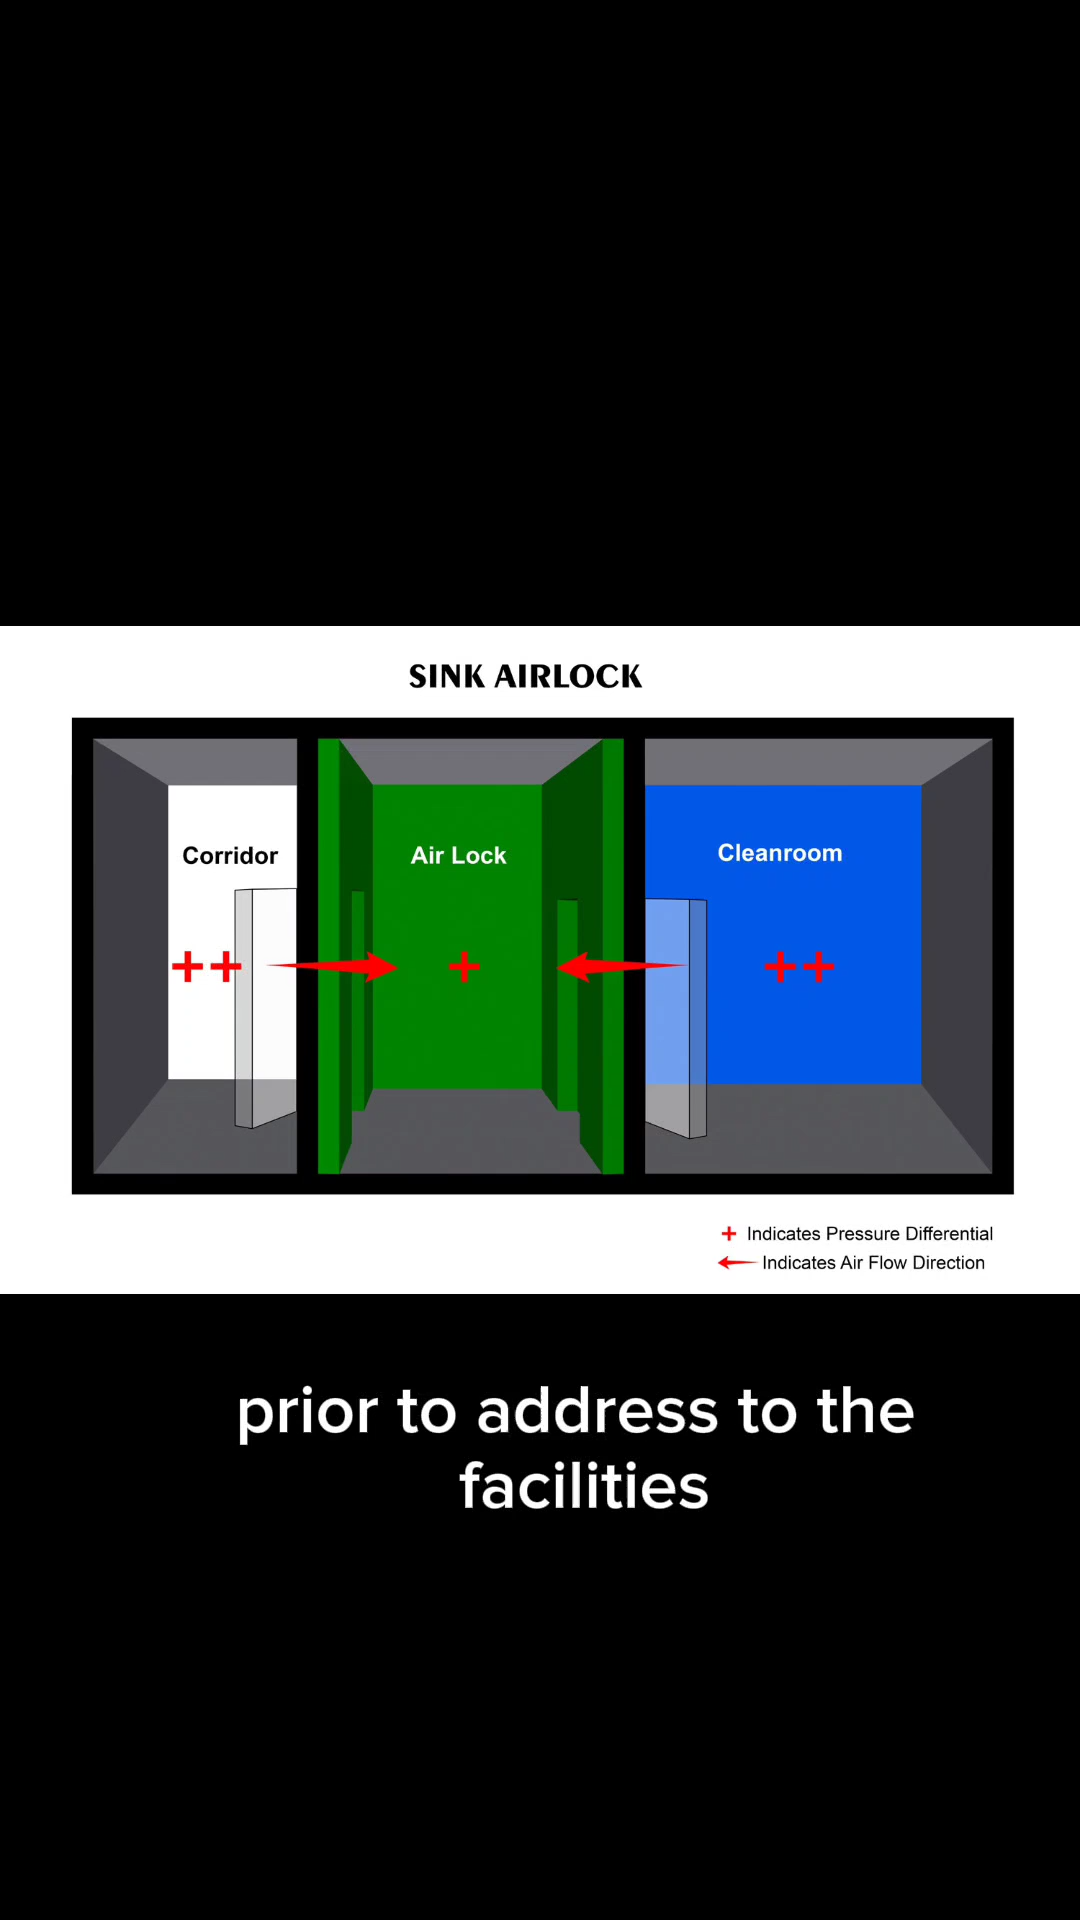 SINK AIRLOCK
Corridor
Air Lock
Cleanroom
++
+
++
+ Indicates Pressure Differential
Indicates Air Flow Direction
prior to address to the
facilities